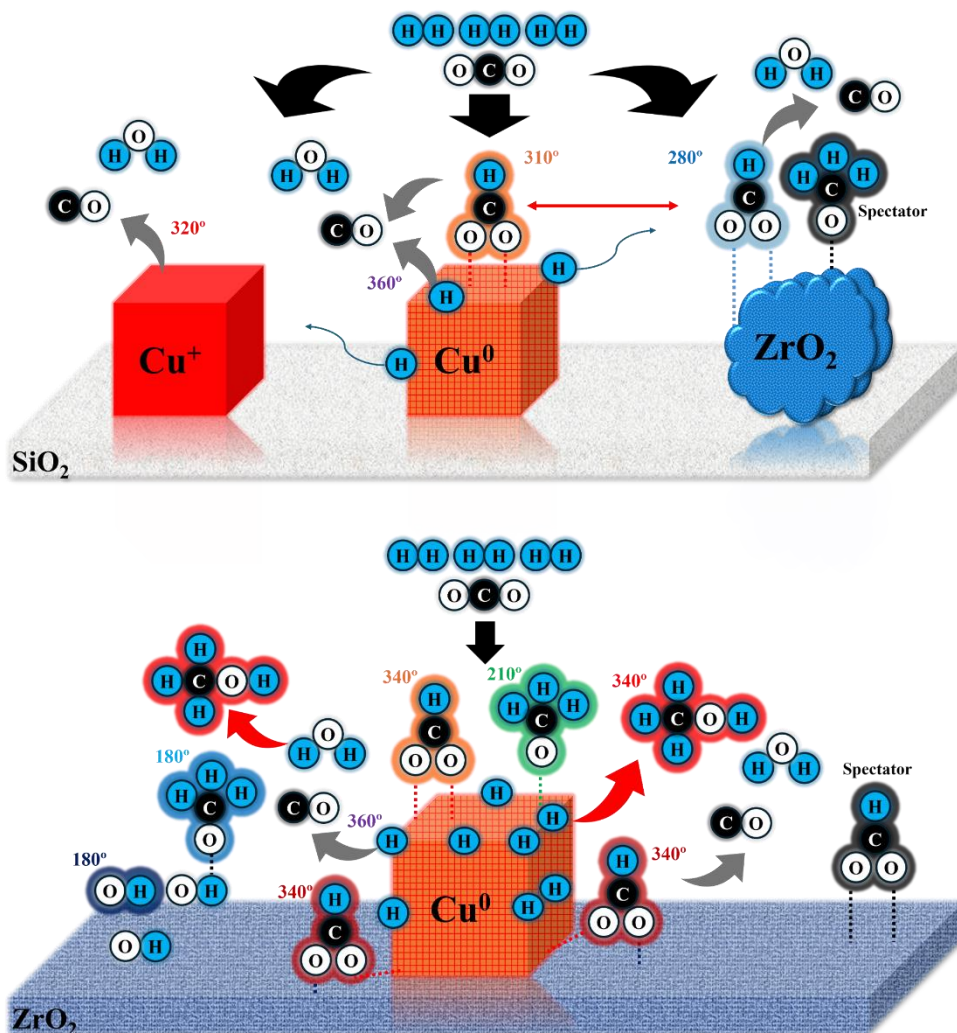 H H H H H H
O C O
H O H
C O
H O H
C O
320º
310º
H
C
O O
360º
H
H
H
280º
H
C
O O
H O H
C O
H H H
C
O
Spectator
Cu⁺
Cu⁰
ZrO₂
SiO₂
H H H H H H
O C O
H
H C O H
H
H O H
180º
H H H
C
O
C O
360º
180º
O H
O H
O H
340º
H
C
O O
340º
H
C
O O
210º
H H H
C
O
H
H
H
H
H
H
H
H
H
Cu⁰
340º
H
H C O H
H
H O H
C O
340º
H
C
O O
Spectator
H
C
O O
ZrO₂